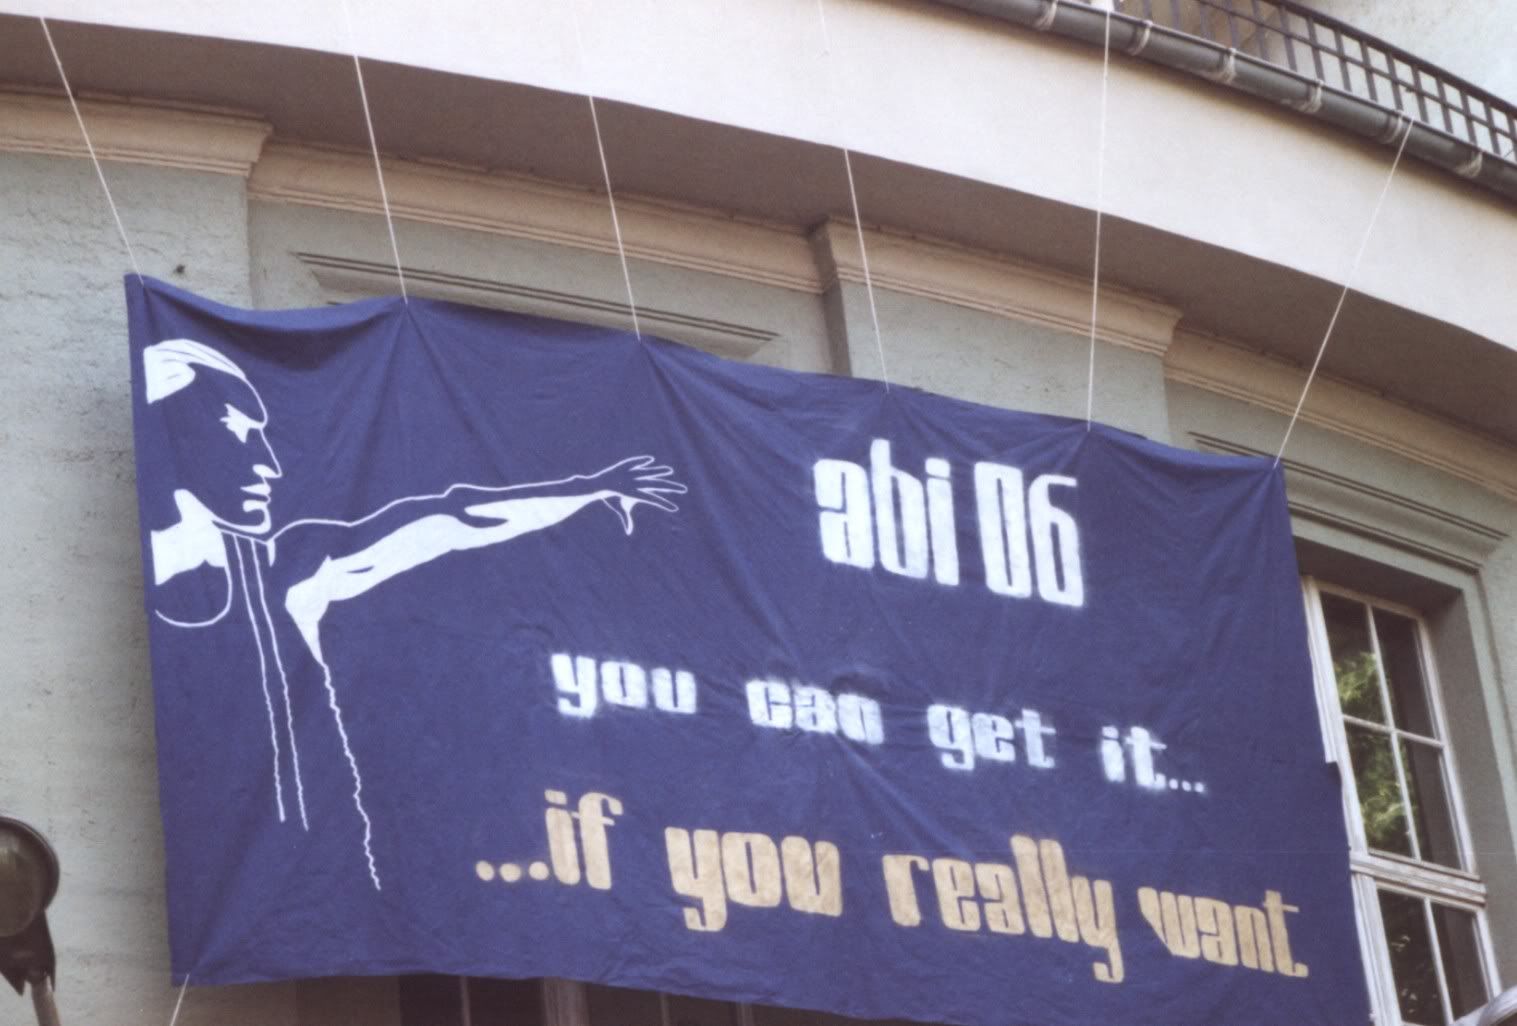 abi 06
you can get it...
...if you really want